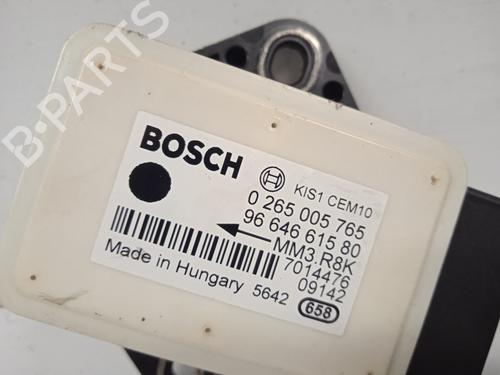 B-PARTS
BOSCH
KIS1 CEM10
0 265 005 765
96 646 615 80
MM3.R8K
7014476
09142
Made in Hungary 5642
658